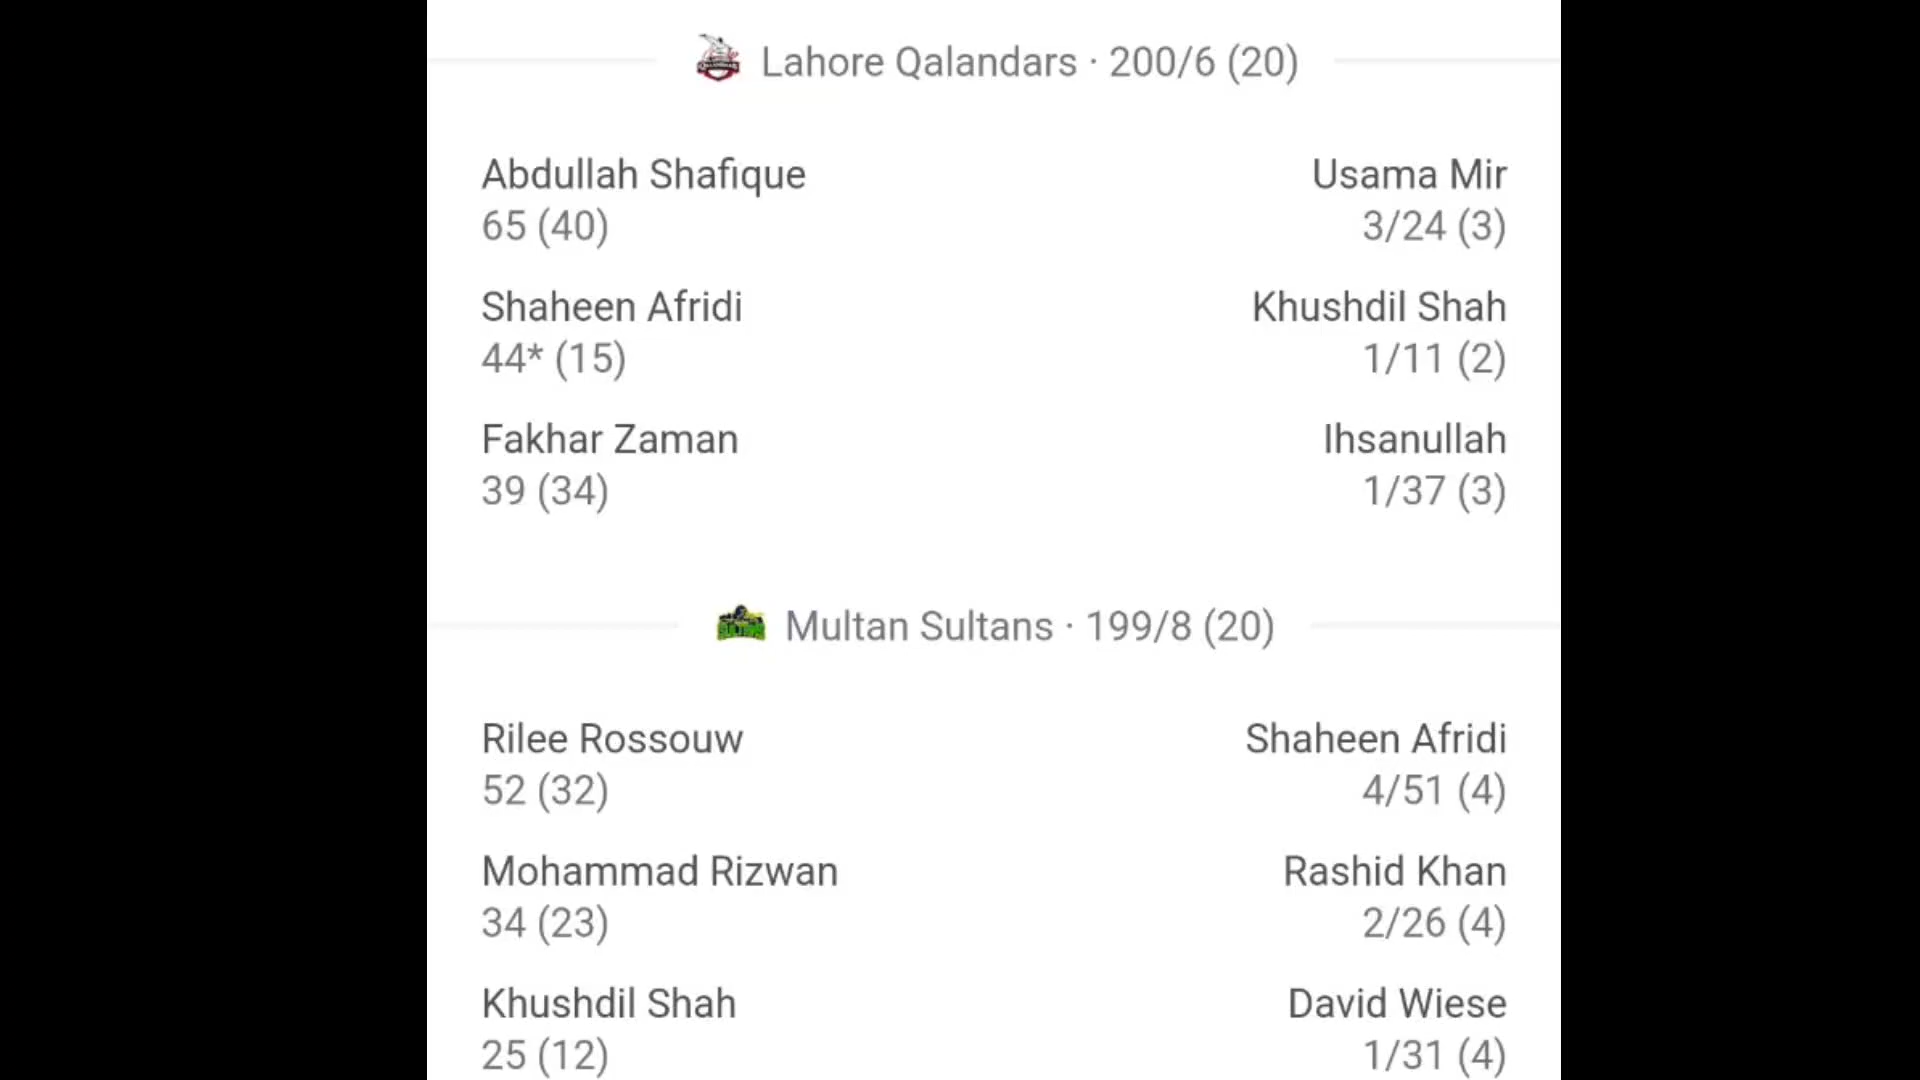 Lahore Qalandars · 200/6 (20)
Abdullah Shafique
65 (40)
Usama Mir
3/24 (3)
Shaheen Afridi
44* (15)
Khushdil Shah
1/11 (2)
Fakhar Zaman
39 (34)
Ihsanullah
1/37 (3)
Multan Sultans · 199/8 (20)
Rilee Rossouw
52 (32)
Shaheen Afridi
4/51 (4)
Mohammad Rizwan
34 (23)
Rashid Khan
2/26 (4)
Khushdil Shah
25 (12)
David Wiese
1/31 (4)